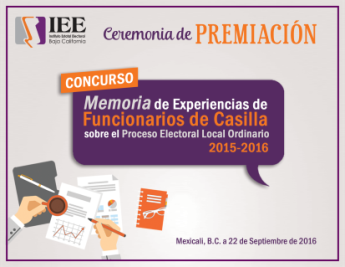 IEE
Instituto Estatal Electoral
Baja California
Ceremonia de PREMIACIÓN
CONCURSO
Memoria de Experiencias de
Funcionarios de Casilla
sobre el Proceso Electoral Local Ordinario
2015-2016
Mexicali, B.C. a 22 de Septiembre de 2016